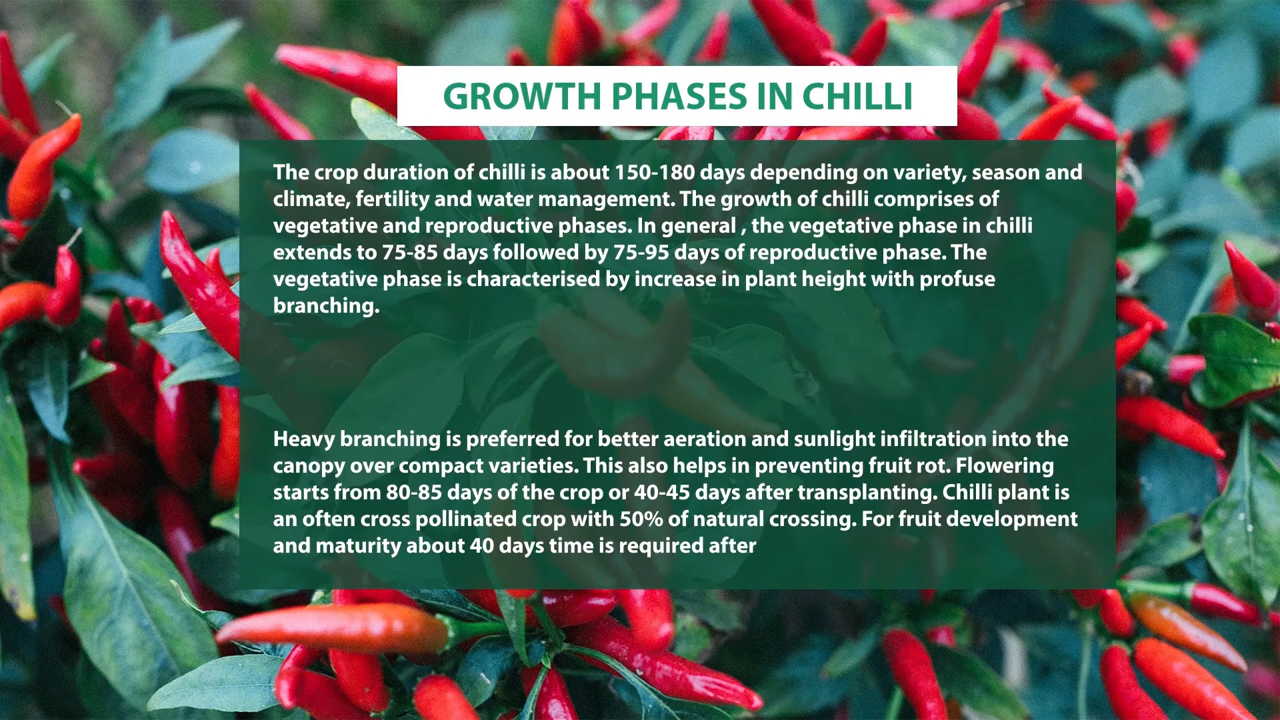 GROWTH PHASES IN CHILLI
The crop duration of chilli is about 150-180 days depending on variety, season and
climate, fertility and water management. The growth of chilli comprises of
vegetative and reproductive phases. In general , the vegetative phase in chilli
extends to 75-85 days followed by 75-95 days of reproductive phase. The
vegetative phase is characterised by increase in plant height with profuse
branching.
Heavy branching is preferred for better aeration and sunlight infiltration into the
canopy over compact varieties. This also helps in preventing fruit rot. Flowering
starts from 80-85 days of the crop or 40-45 days after transplanting. Chilli plant is
an often cross pollinated crop with 50% of natural crossing. For fruit development
and maturity about 40 days time is required after